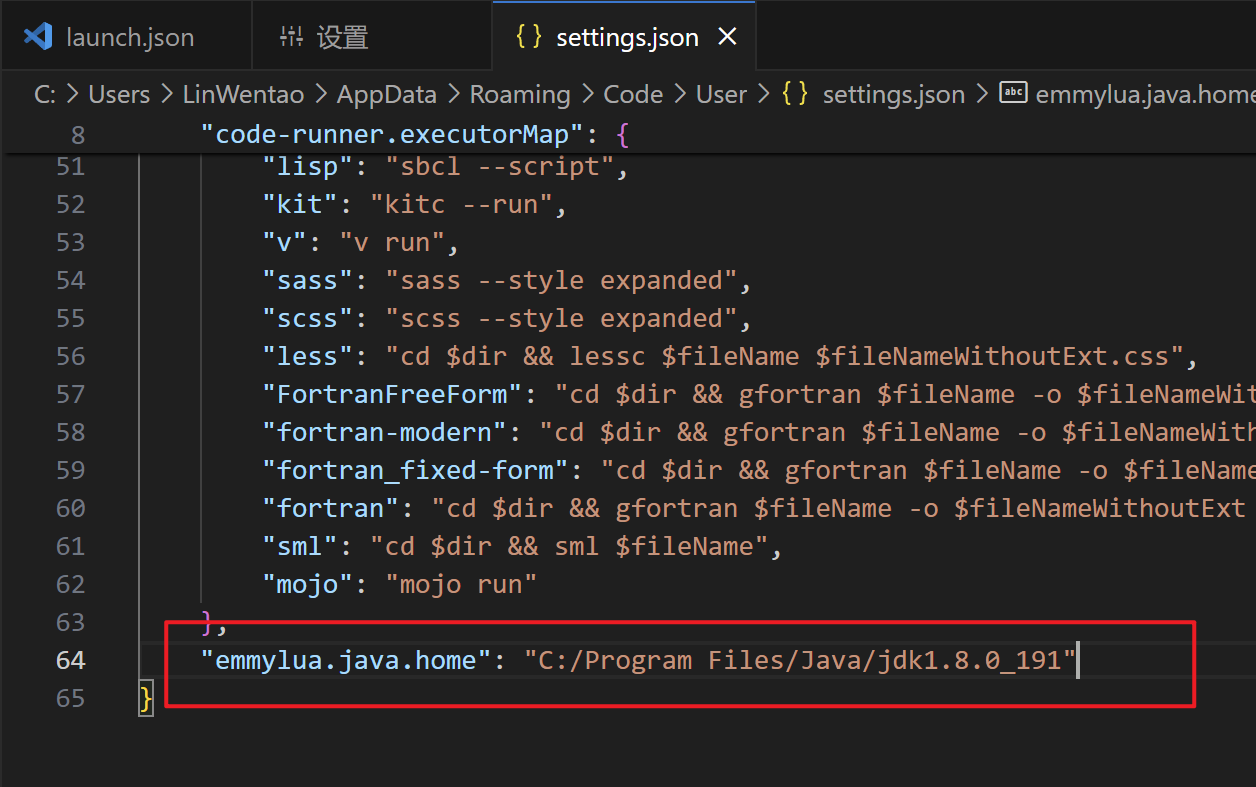 launch.json 设置 {} settings.json ×
C: > Users > LinWentao > AppData > Roaming > Code > User > {} settings.json > abc emmylua.java.home
8 "code-runner.executorMap": {
51 "lisp": "sbcl --script",
52 "kit": "kitc --run",
53 "v": "v run",
54 "sass": "sass --style expanded",
55 "scss": "scss --style expanded",
56 "less": "cd $dir && lessc $fileName $fileNameWithoutExt.css",
57 "FortranFreeForm": "cd $dir && gfortran $fileName -o $fileNameWit
58 "fortran-modern": "cd $dir && gfortran $fileName -o $fileNameWith
59 "fortran_fixed-form": "cd $dir && gfortran $fileName -o $fileName
60 "fortran": "cd $dir && gfortran $fileName -o $fileNameWithoutExt
61 "sml": "cd $dir && sml $fileName",
62 "mojo": "mojo run"
63 },
64 "emmylua.java.home": "C:/Program Files/Java/jdk1.8.0_191"
65 }